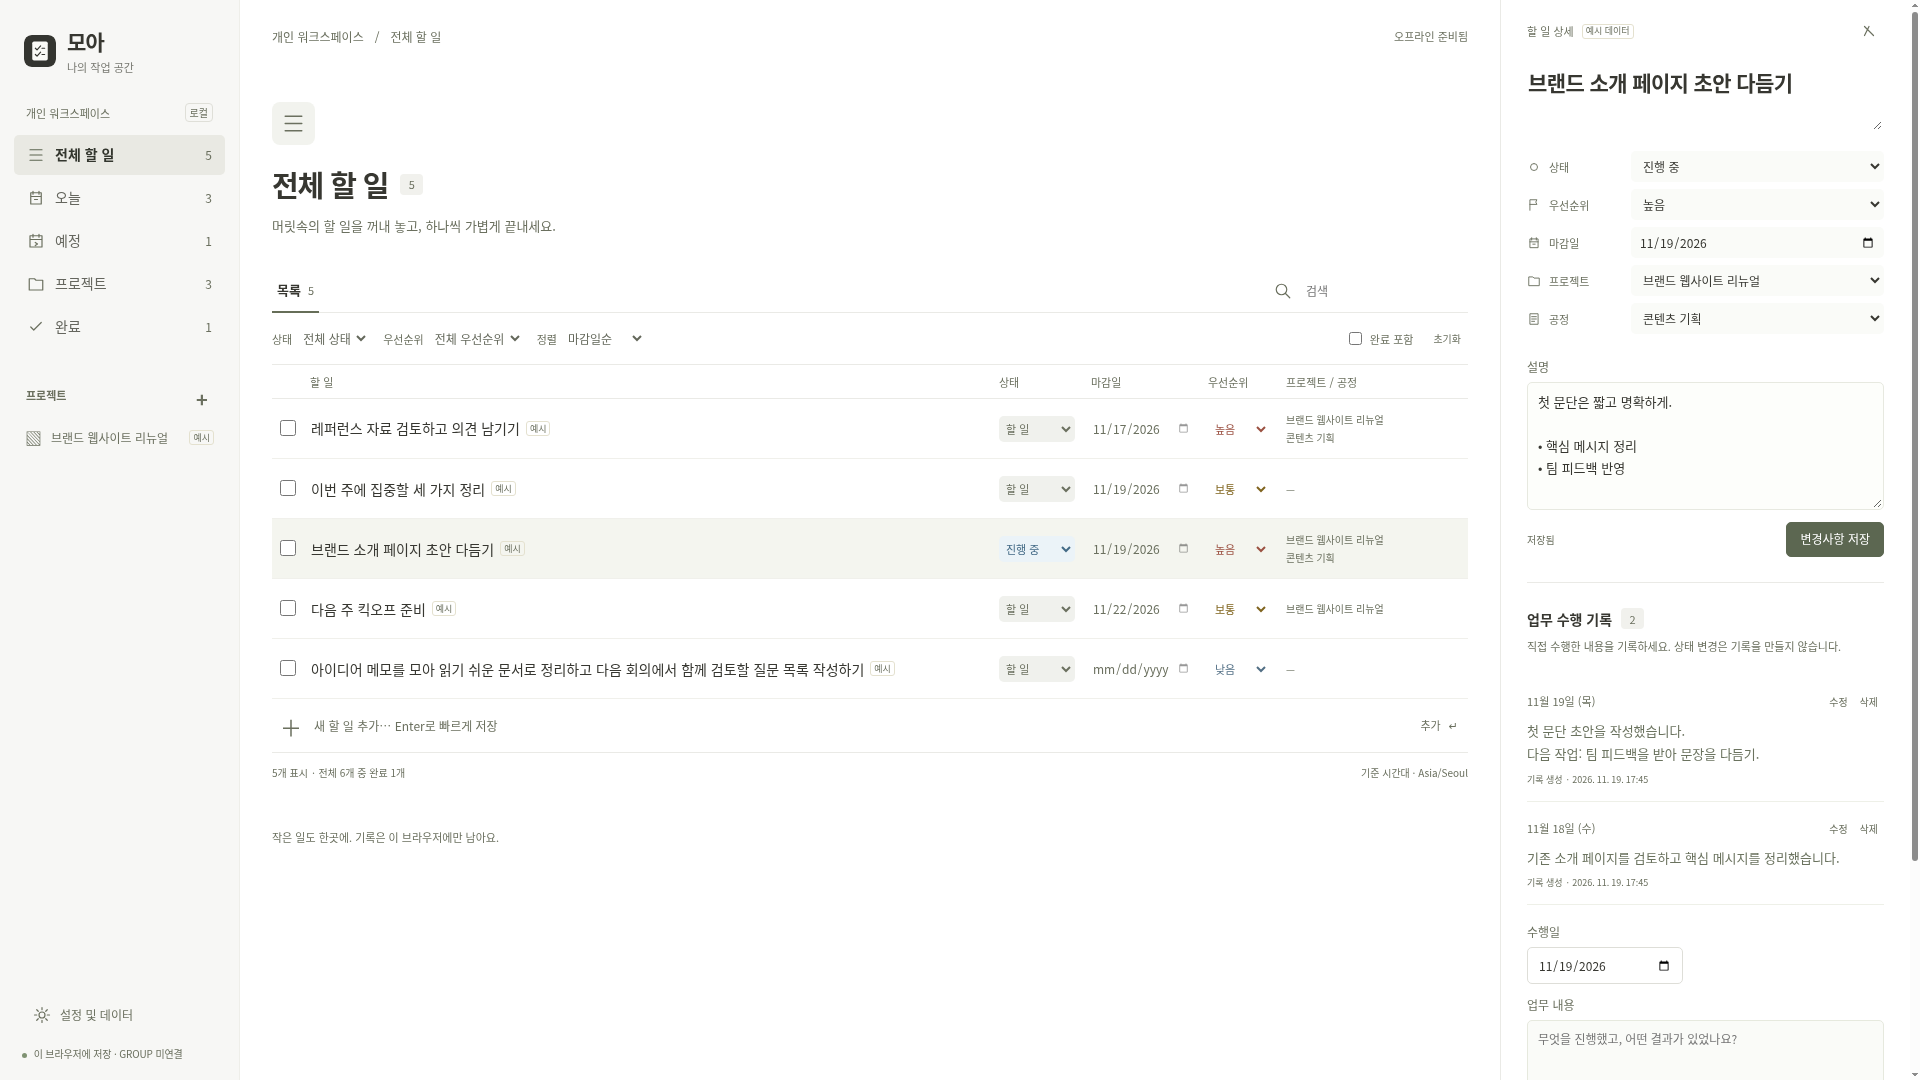 모아
나의 작업 공간
개인 워크스페이스 로컬
전체 할 일 5
오늘 3
예정 1
프로젝트 3
완료 1
프로젝트 +
브랜드 웹사이트 리뉴얼 예시
설정 및 데이터
이 브라우저에 저장 · GROUP 미연결
개인 워크스페이스 / 전체 할 일
오프라인 준비됨
전체 할 일 5
머릿속의 할 일을 꺼내 놓고, 하나씩 가볍게 끝내세요.
목록 5
검색
상태 전체 상태 우선순위 전체 우선순위 정렬 마감일순
완료 포함 초기화
할 일 상태 마감일 우선순위 프로젝트 / 공정
레퍼런스 자료 검토하고 의견 남기기 예시 할 일 11/17/2026 높음 브랜드 웹사이트 리뉴얼
콘텐츠 기획
이번 주에 집중할 세 가지 정리 예시 할 일 11/19/2026 보통 —
브랜드 소개 페이지 초안 다듬기 예시 진행 중 11/19/2026 높음 브랜드 웹사이트 리뉴얼
콘텐츠 기획
다음 주 킥오프 준비 예시 할 일 11/22/2026 보통 브랜드 웹사이트 리뉴얼
아이디어 메모를 모아 읽기 쉬운 문서로 정리하고 다음 회의에서 함께 검토할 질문 목록 작성하기 예시 할 일 mm/dd/yyyy 낮음 —
새 할 일 추가… Enter로 빠르게 저장
추가 ↵
5개 표시 · 전체 6개 중 완료 1개
기준 시간대 · Asia/Seoul
작은 일도 한곳에. 기록은 이 브라우저에만 남아요.
할 일 상세 예시 데이터
브랜드 소개 페이지 초안 다듬기
상태 진행 중
우선순위 높음
마감일 11/19/2026
프로젝트 브랜드 웹사이트 리뉴얼
공정 콘텐츠 기획
설명
첫 문단은 짧고 명확하게.
• 핵심 메시지 정리
• 팀 피드백 반영
저장됨
변경사항 저장
업무 수행 기록 2
직접 수행한 내용을 기록하세요. 상태 변경은 기록을 만들지 않습니다.
11월 19일 (목) 수정 삭제
첫 문단 초안을 작성했습니다.
다음 작업: 팀 피드백을 받아 문장을 다듬기.
기록 생성 · 2026. 11. 19. 17:45
11월 18일 (수) 수정 삭제
기존 소개 페이지를 검토하고 핵심 메시지를 정리했습니다.
기록 생성 · 2026. 11. 19. 17:45
수행일
11/19/2026
업무 내용
무엇을 진행했고, 어떤 결과가 있었나요?